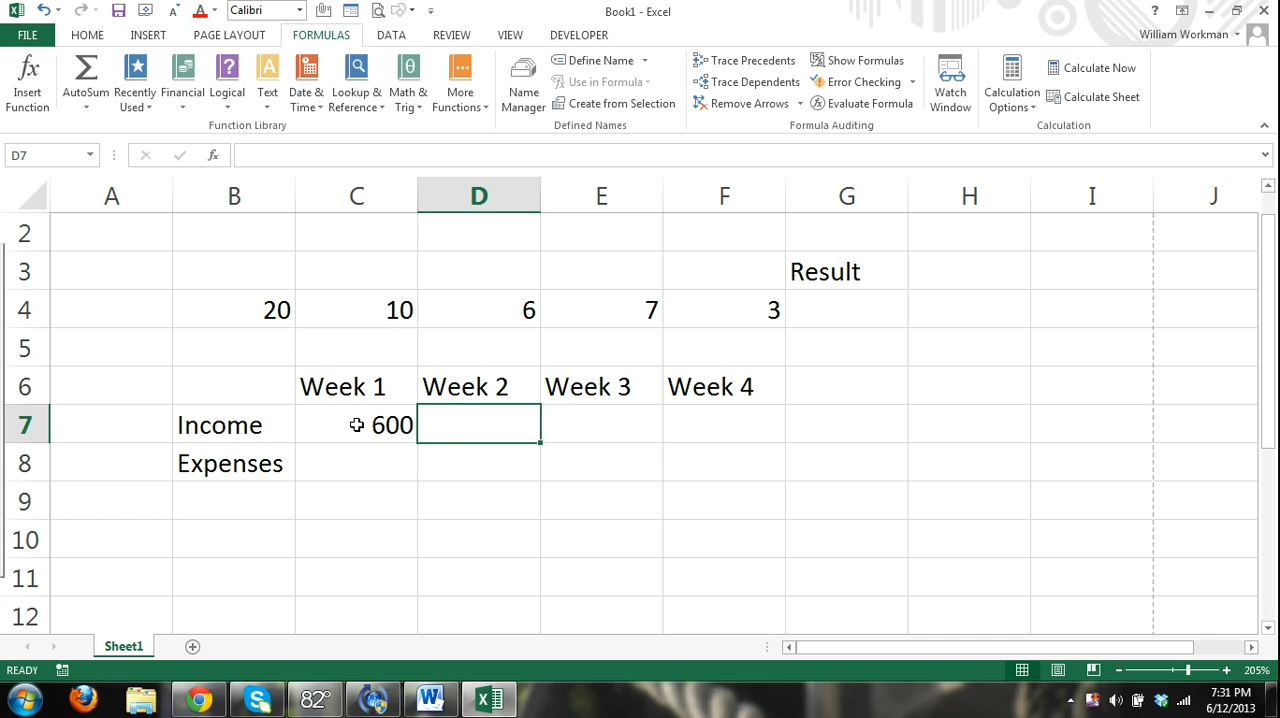 Calibri
Book1 - Excel
?
FILE
HOME
INSERT
PAGE LAYOUT
FORMULAS
DATA
REVIEW
VIEW
DEVELOPER
William Workman
fx
Insert
Function
Σ
AutoSum
Recently
Used
Financial
?
Logical
A
Text
Date &
Time
Lookup &
Reference
θ
Math &
Trig
More
Functions
Function Library
Name
Manager
Define Name
Use in Formula
Create from Selection
Defined Names
Trace Precedents
Trace Dependents
Remove Arrows
Show Formulas
Error Checking
Evaluate Formula
Formula Auditing
Watch
Window
Calculation
Options
Calculate Now
Calculate Sheet
Calculation
D7
fx
A B C D E F G H I J
2
3 Result
4 20 10 6 7 3
5
6 Week 1 Week 2 Week 3 Week 4
7 Income 600
8 Expenses
9
10
11
12
Sheet1
READY
205%
82°
7:31 PM
6/12/2013